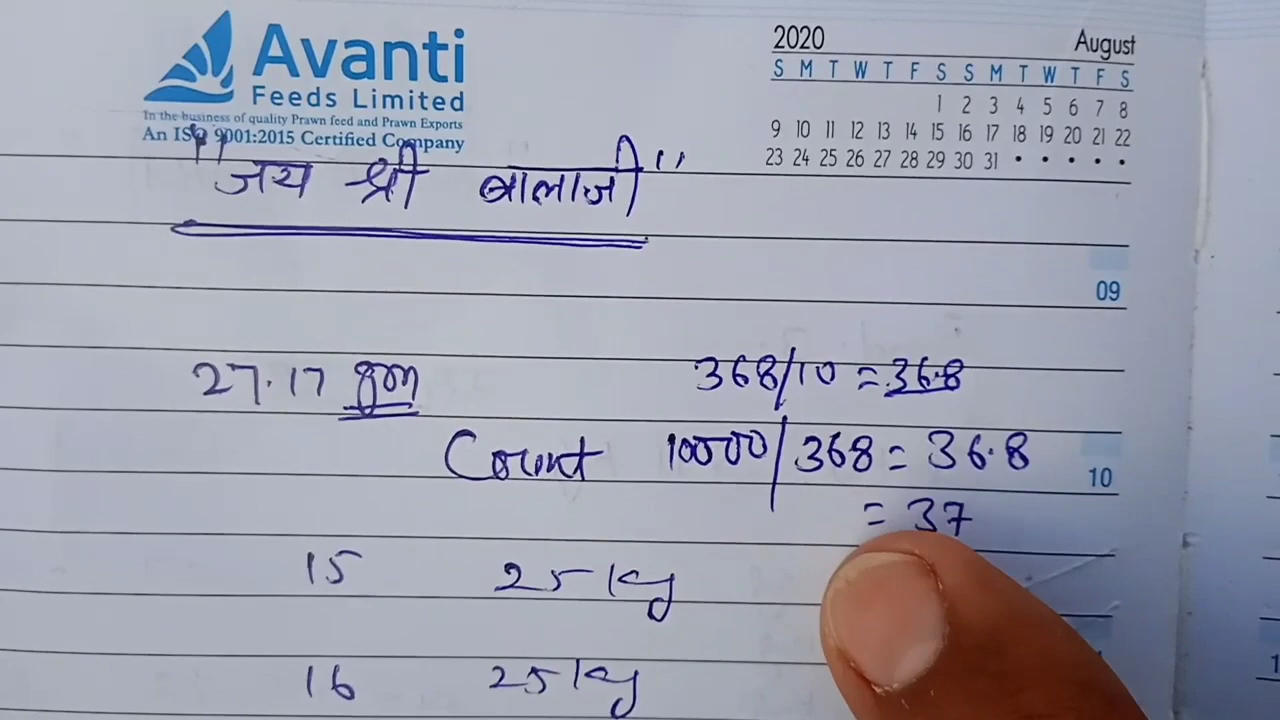 Avanti
Feeds Limited
In the business of quality Prawn feed and Prawn Exports
An ISO 9001:2015 Certified Company
2020 August
S M T W T F S S M T W T F S
1 2 3 4 5 6 7 8
9 10 11 12 13 14 15 16 17 18 19 20 21 22
23 24 25 26 27 28 29 30 31 • • • • •
"जय श्री बालाजी"
09
27.17 gm
368/10 = 36.8
Count 10000/368 = 36.8
10
= 37
15 25 kg
16 25 kg